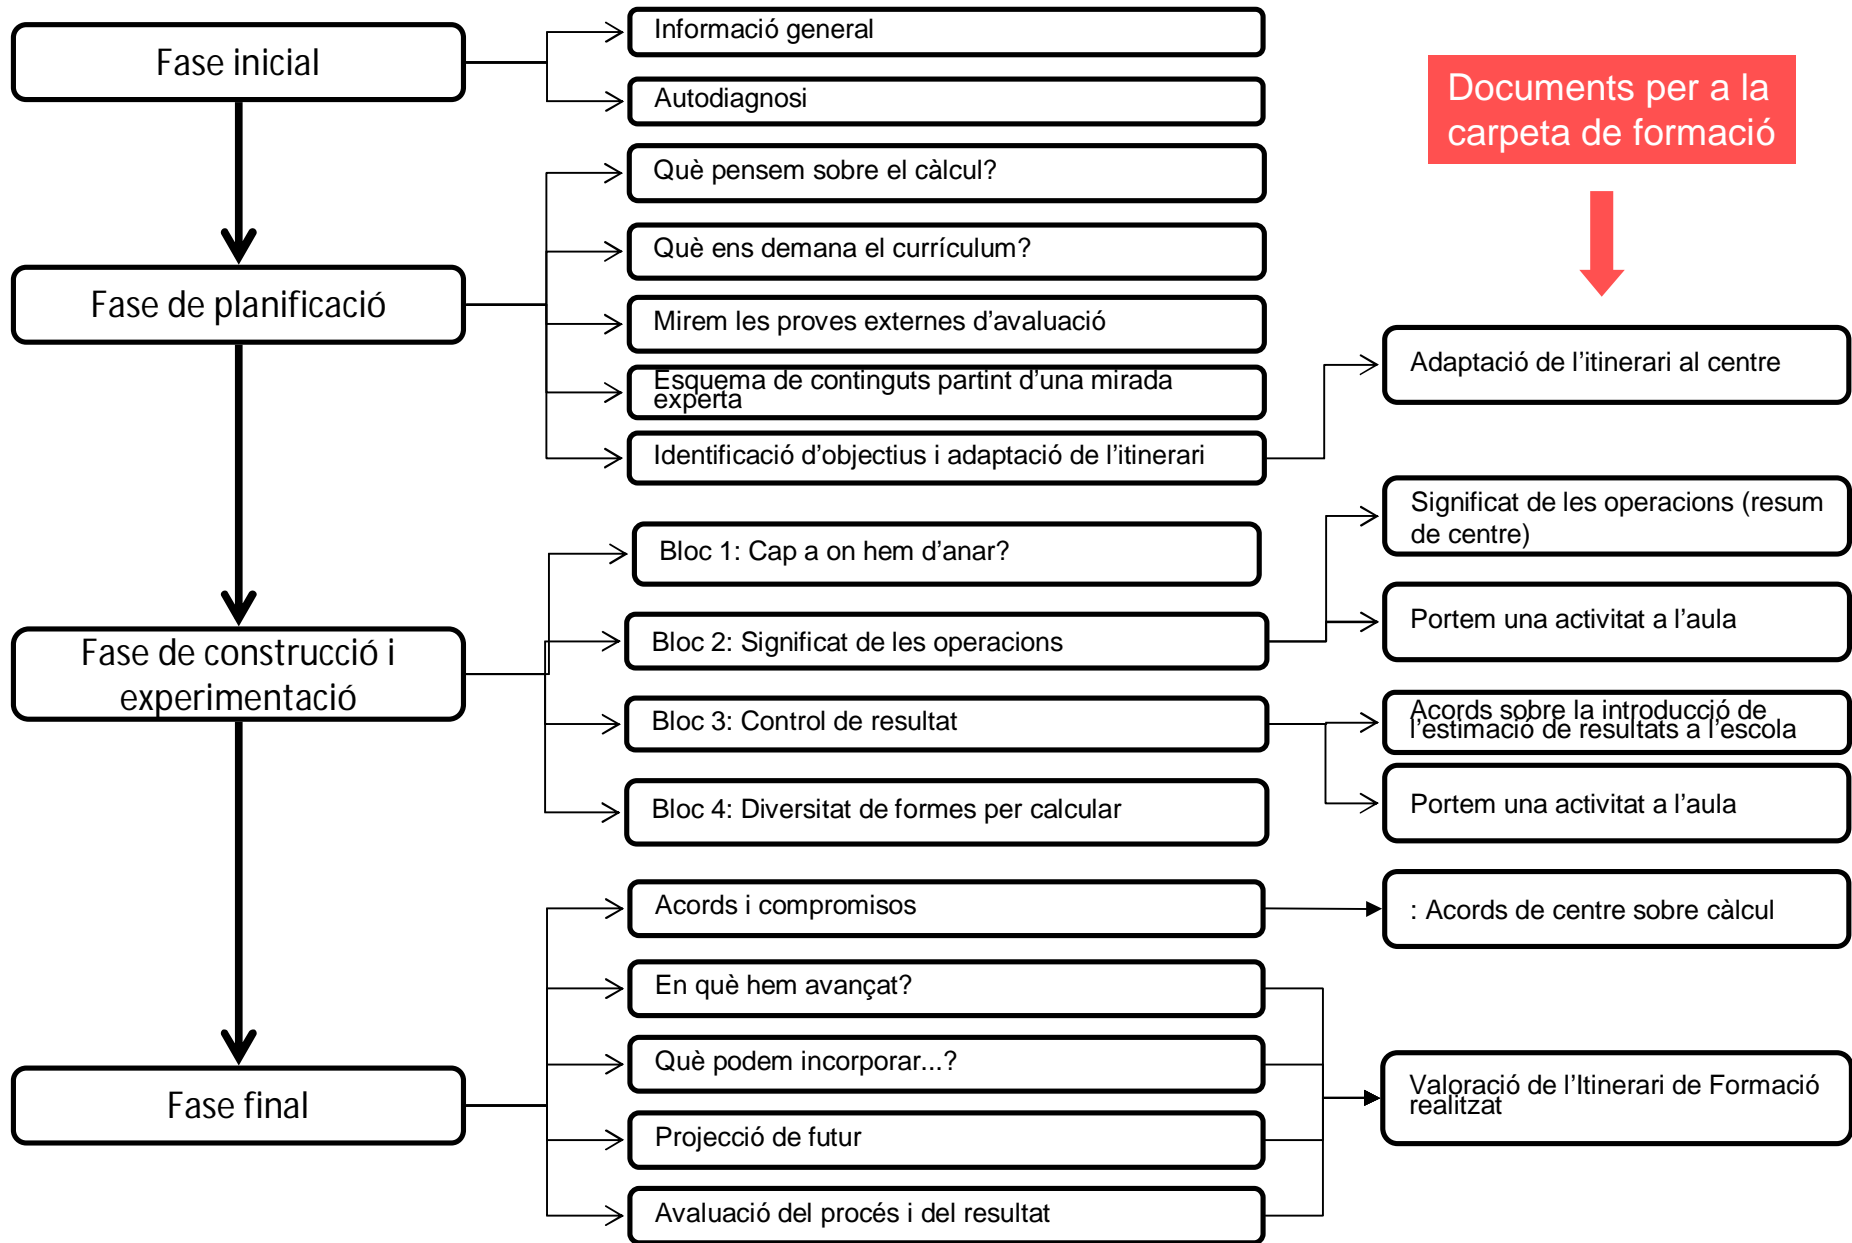 Fase inicial
Informació general
Autodiagnosi
Documents per a la
carpeta de formació
Fase de planificació
Què pensem sobre el càlcul?
Què ens demana el currículum?
Mirem les proves externes d’avaluació
Esquema de continguts partint d’una mirada
experta
Identificació d’objectius i adaptació de l’itinerari
Adaptació de l’itinerari al centre
Fase de construcció i
experimentació
Bloc 1: Cap a on hem d’anar?
Bloc 2: Significat de les operacions
Significat de les operacions (resum
de centre)
Portem una activitat a l’aula
Bloc 3: Control de resultat
Acords sobre la introducció de
l’estimació de resultats a l’escola
Portem una activitat a l’aula
Bloc 4: Diversitat de formes per calcular
Fase final
Acords i compromisos
: Acords de centre sobre càlcul
En què hem avançat?
Què podem incorporar...?
Projecció de futur
Avaluació del procés i del resultat
Valoració de l’Itinerari de Formació
realitzat